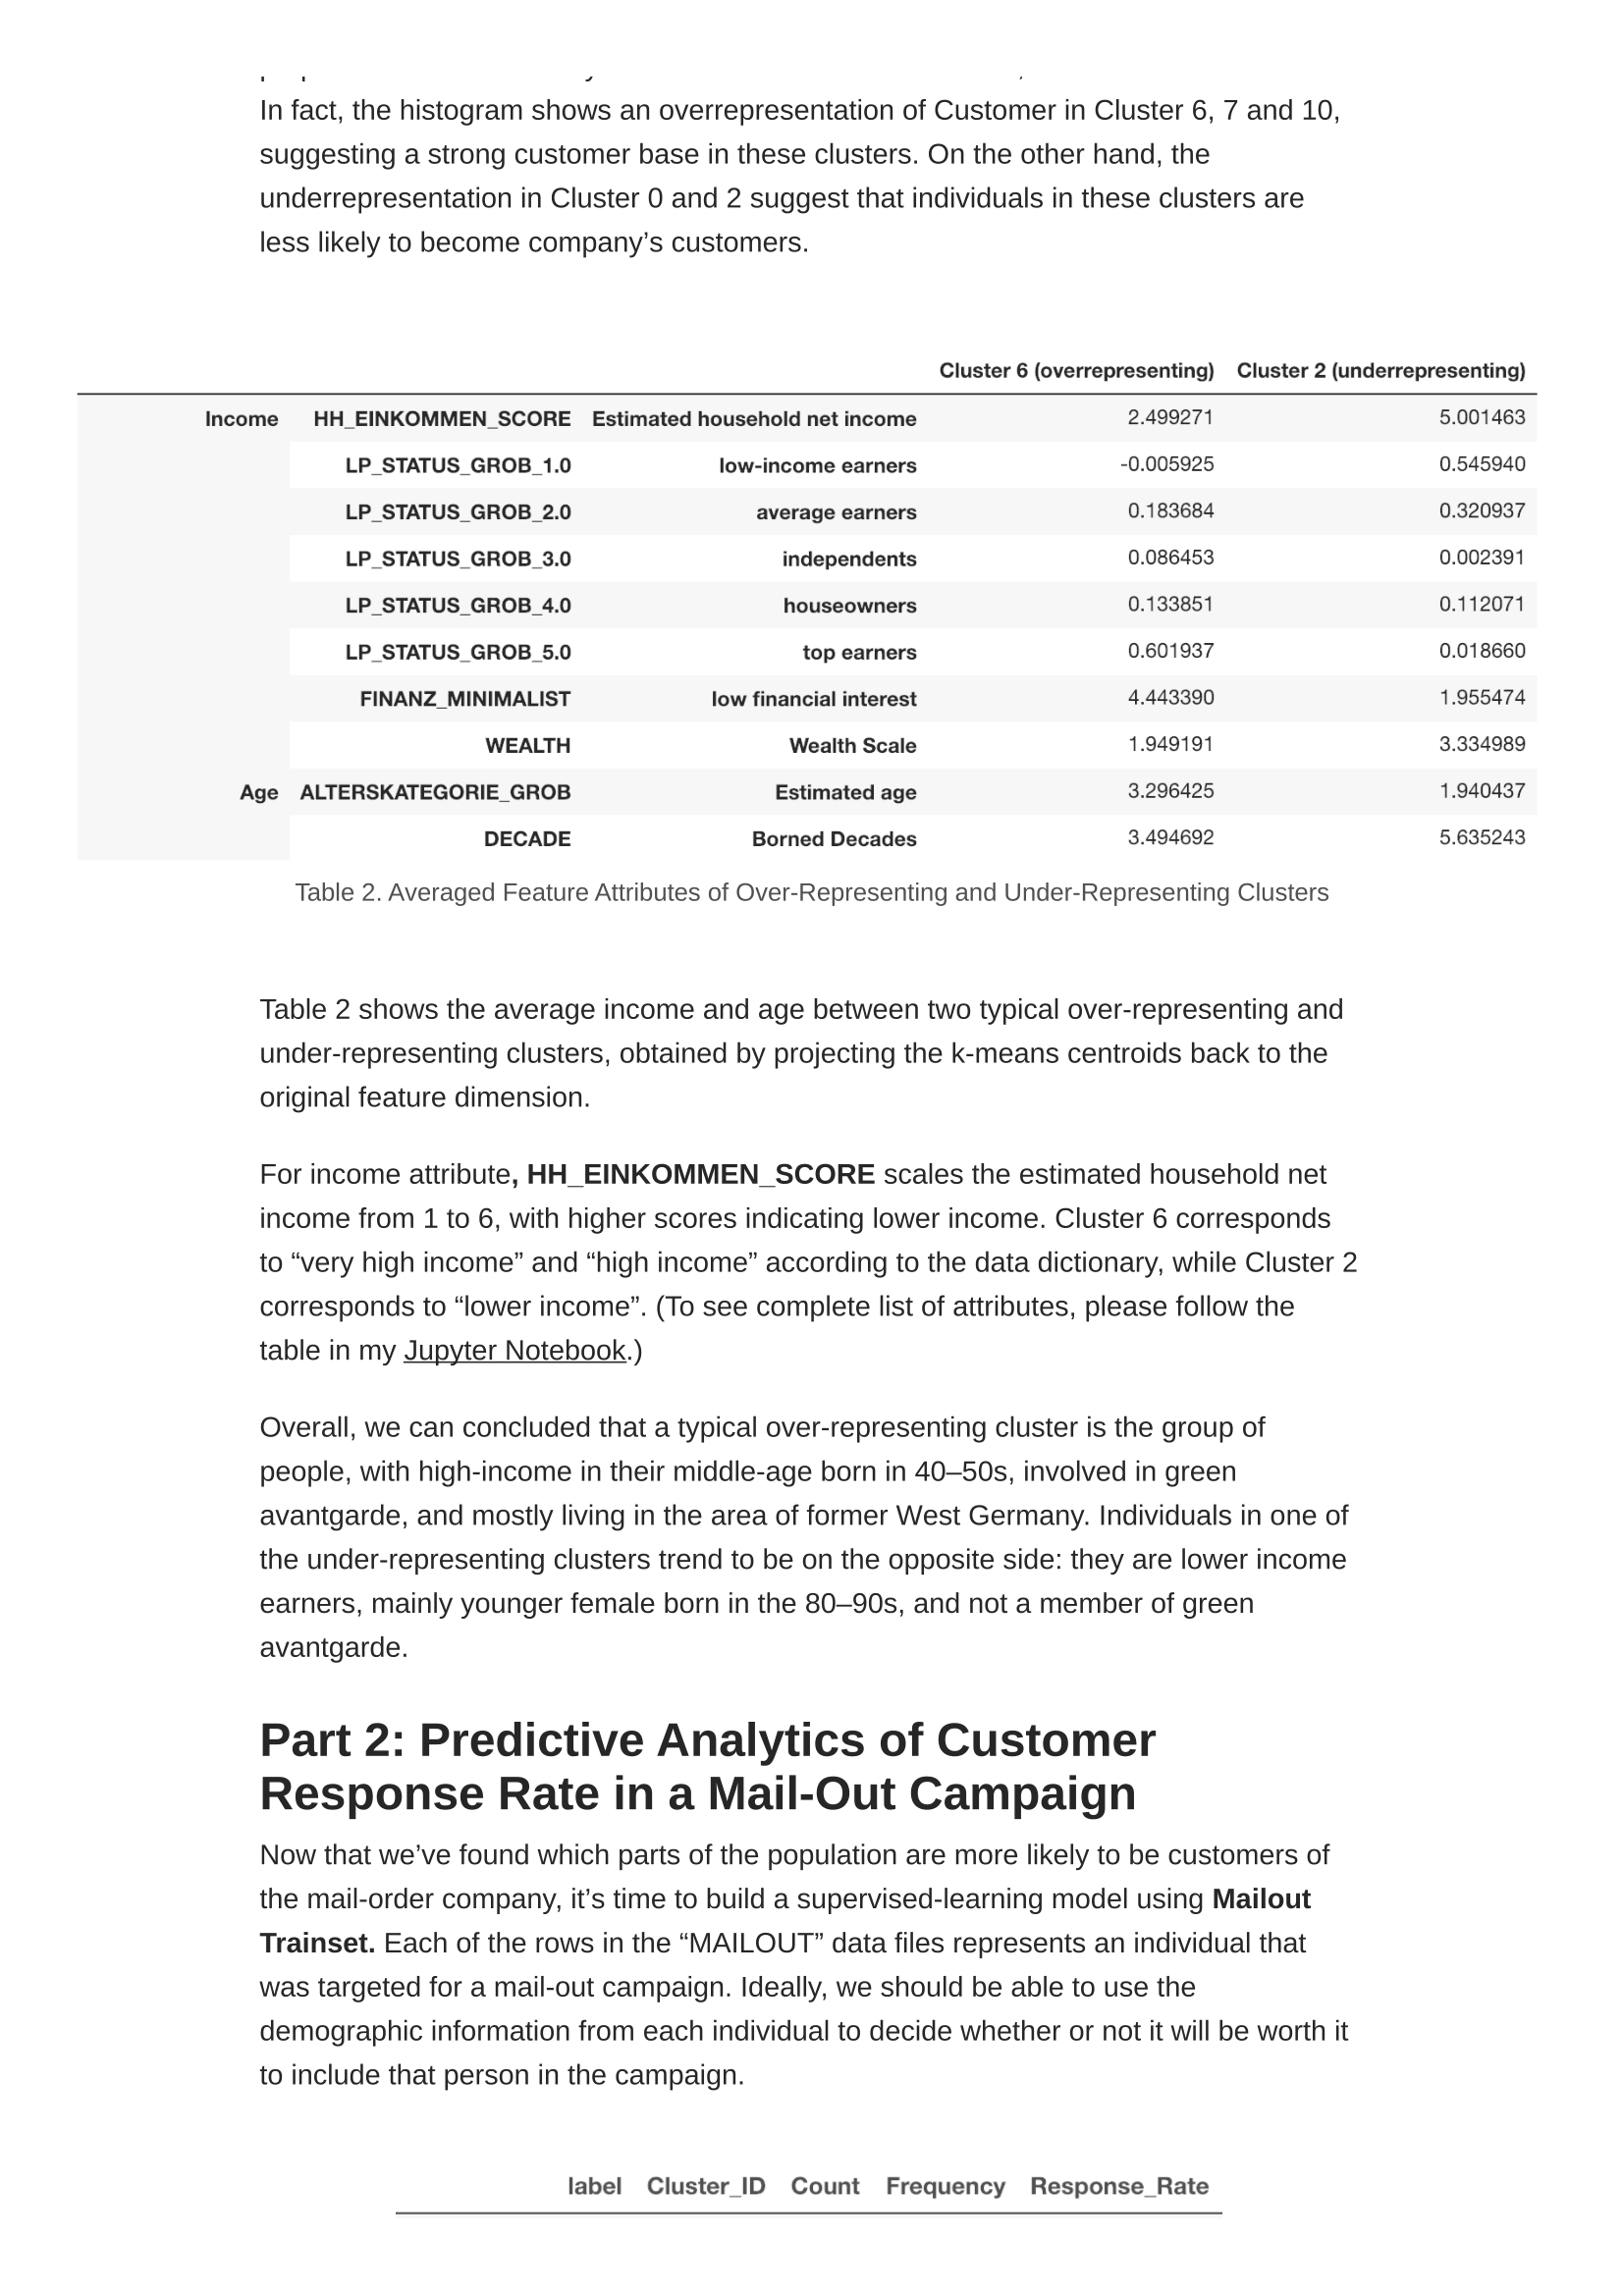 In fact, the histogram shows an overrepresentation of Customer in Cluster 6, 7 and 10,
suggesting a strong customer base in these clusters. On the other hand, the
underrepresentation in Cluster 0 and 2 suggest that individuals in these clusters are
less likely to become company’s customers.
Cluster 6 (overrepresenting) Cluster 2 (underrepresenting)
Income HH_EINKOMMEN_SCORE Estimated household net income 2.499271 5.001463
LP_STATUS_GROB_1.0 low-income earners -0.005925 0.545940
LP_STATUS_GROB_2.0 average earners 0.183684 0.320937
LP_STATUS_GROB_3.0 independents 0.086453 0.002391
LP_STATUS_GROB_4.0 houseowners 0.133851 0.112071
LP_STATUS_GROB_5.0 top earners 0.601937 0.018660
FINANZ_MINIMALIST low financial interest 4.443390 1.955474
WEALTH Wealth Scale 1.949191 3.334989
Age ALTERSKATEGORIE_GROB Estimated age 3.296425 1.940437
DECADE Borned Decades 3.494692 5.635243
Table 2. Averaged Feature Attributes of Over-Representing and Under-Representing Clusters
Table 2 shows the average income and age between two typical over-representing and
under-representing clusters, obtained by projecting the k-means centroids back to the
original feature dimension.
For income attribute, HH_EINKOMMEN_SCORE scales the estimated household net
income from 1 to 6, with higher scores indicating lower income. Cluster 6 corresponds
to “very high income” and “high income” according to the data dictionary, while Cluster 2
corresponds to “lower income”. (To see complete list of attributes, please follow the
table in my Jupyter Notebook.)
Overall, we can concluded that a typical over-representing cluster is the group of
people, with high-income in their middle-age born in 40–50s, involved in green
avantgarde, and mostly living in the area of former West Germany. Individuals in one of
the under-representing clusters trend to be on the opposite side: they are lower income
earners, mainly younger female born in the 80–90s, and not a member of green
avantgarde.
Part 2: Predictive Analytics of Customer
Response Rate in a Mail-Out Campaign
Now that we’ve found which parts of the population are more likely to be customers of
the mail-order company, it’s time to build a supervised-learning model using Mailout
Trainset. Each of the rows in the “MAILOUT” data files represents an individual that
was targeted for a mail-out campaign. Ideally, we should be able to use the
demographic information from each individual to decide whether or not it will be worth it
to include that person in the campaign.
label Cluster_ID Count Frequency Response_Rate